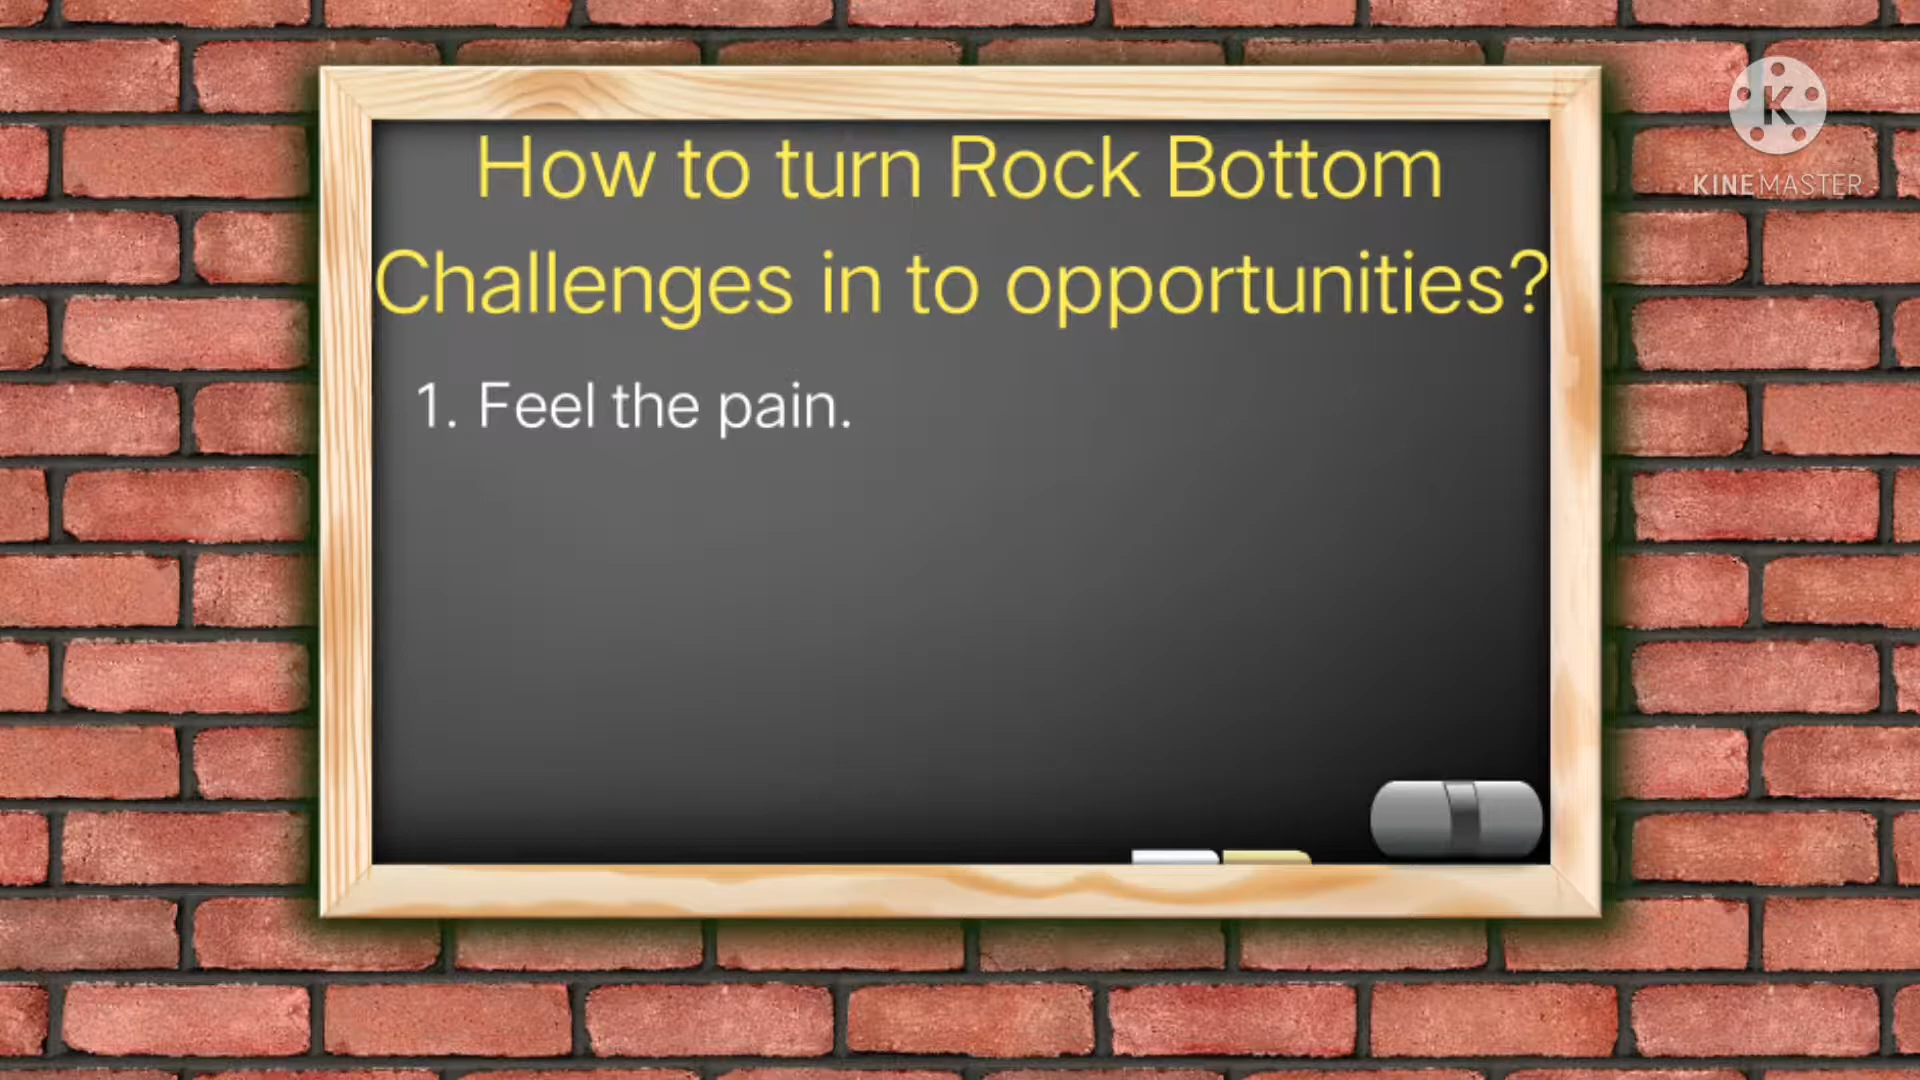 How to turn Rock Bottom
Challenges in to opportunities?
1. Feel the pain.
K
KINEMASTER